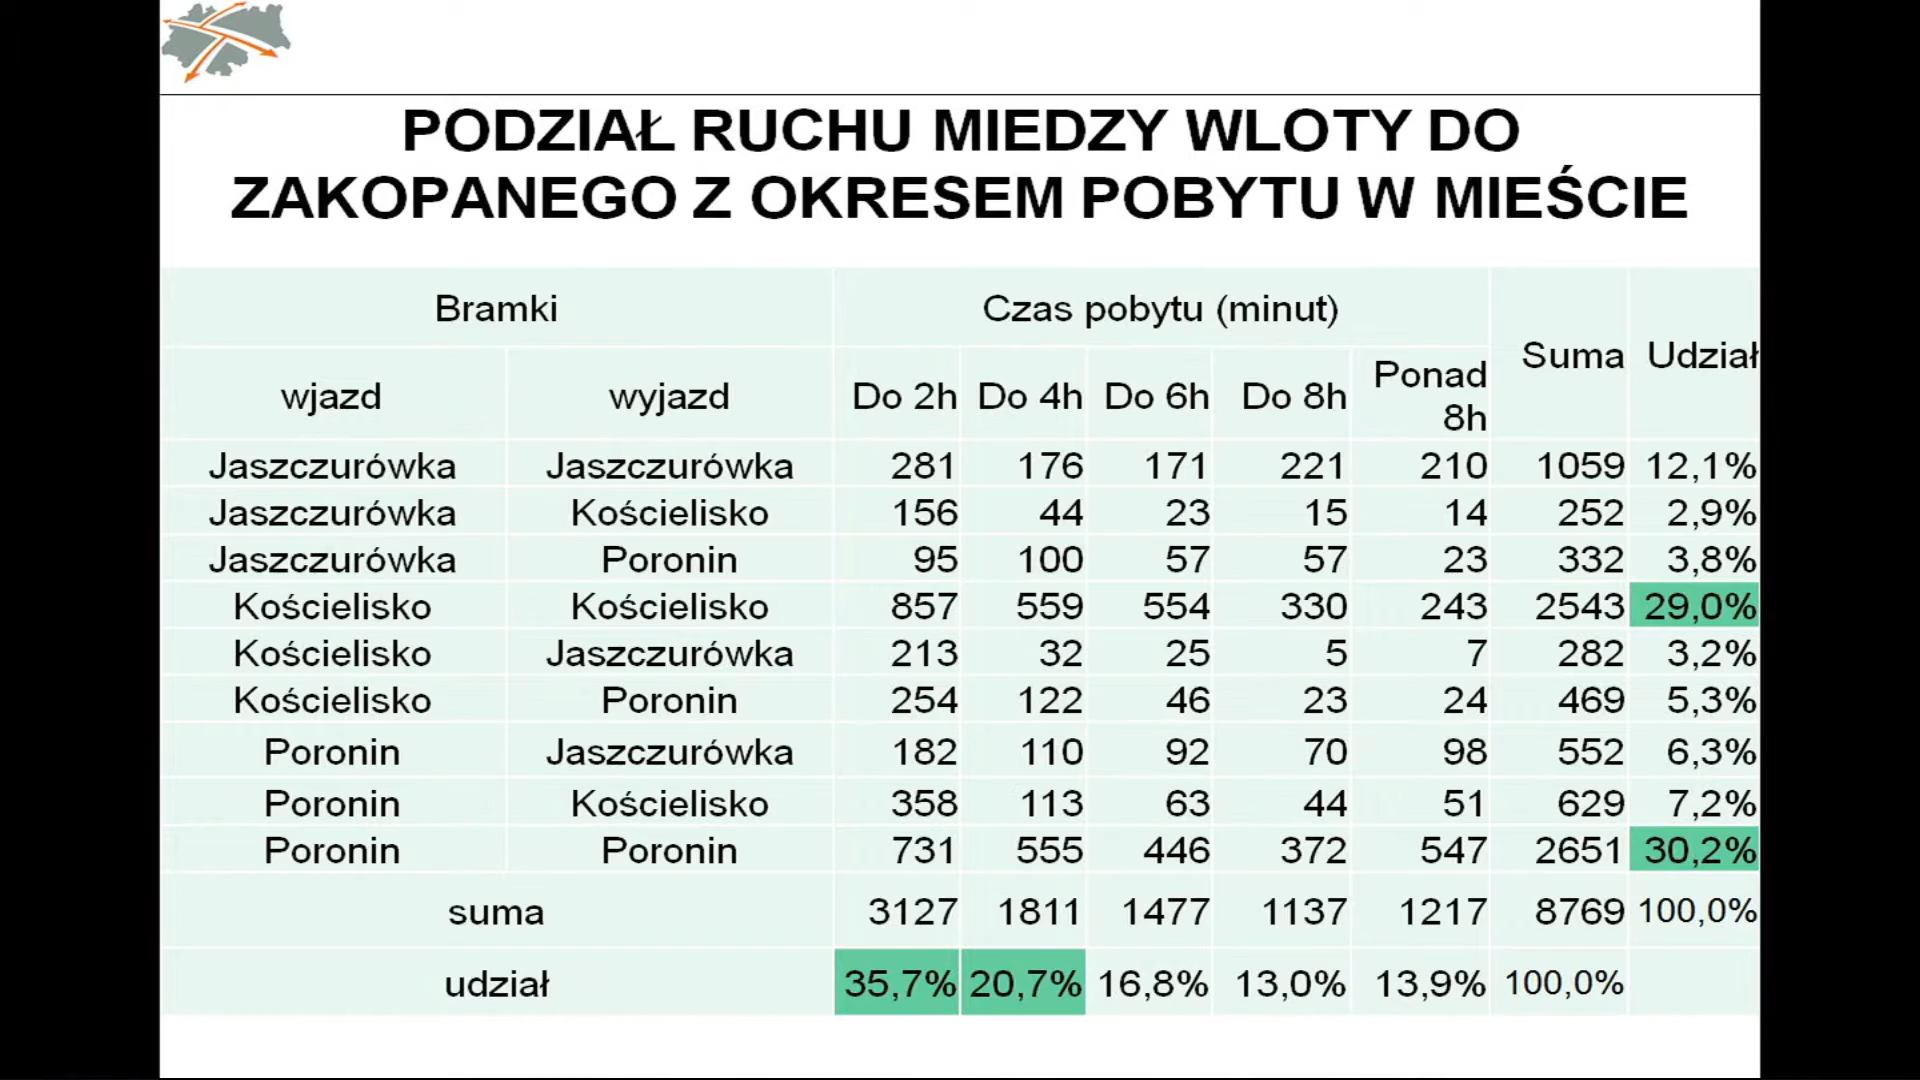 PODZIAŁ RUCHU MIEDZY WLOTY DO
ZAKOPANEGO Z OKRESEM POBYTU W MIEŚCIE
Bramki Czas pobytu (minut) Suma Udział
wjazd wyjazd Do 2h Do 4h Do 6h Do 8h Ponad 8h
Jaszczurówka Jaszczurówka 281 176 171 221 210 1059 12,1%
Jaszczurówka Kościelisko 156 44 23 15 14 252 2,9%
Jaszczurówka Poronin 95 100 57 57 23 332 3,8%
Kościelisko Kościelisko 857 559 554 330 243 2543 29,0%
Kościelisko Jaszczurówka 213 32 25 5 7 282 3,2%
Kościelisko Poronin 254 122 46 23 24 469 5,3%
Poronin Jaszczurówka 182 110 92 70 98 552 6,3%
Poronin Kościelisko 358 113 63 44 51 629 7,2%
Poronin Poronin 731 555 446 372 547 2651 30,2%
suma 3127 1811 1477 1137 1217 8769 100,0%
udział 35,7% 20,7% 16,8% 13,0% 13,9% 100,0%